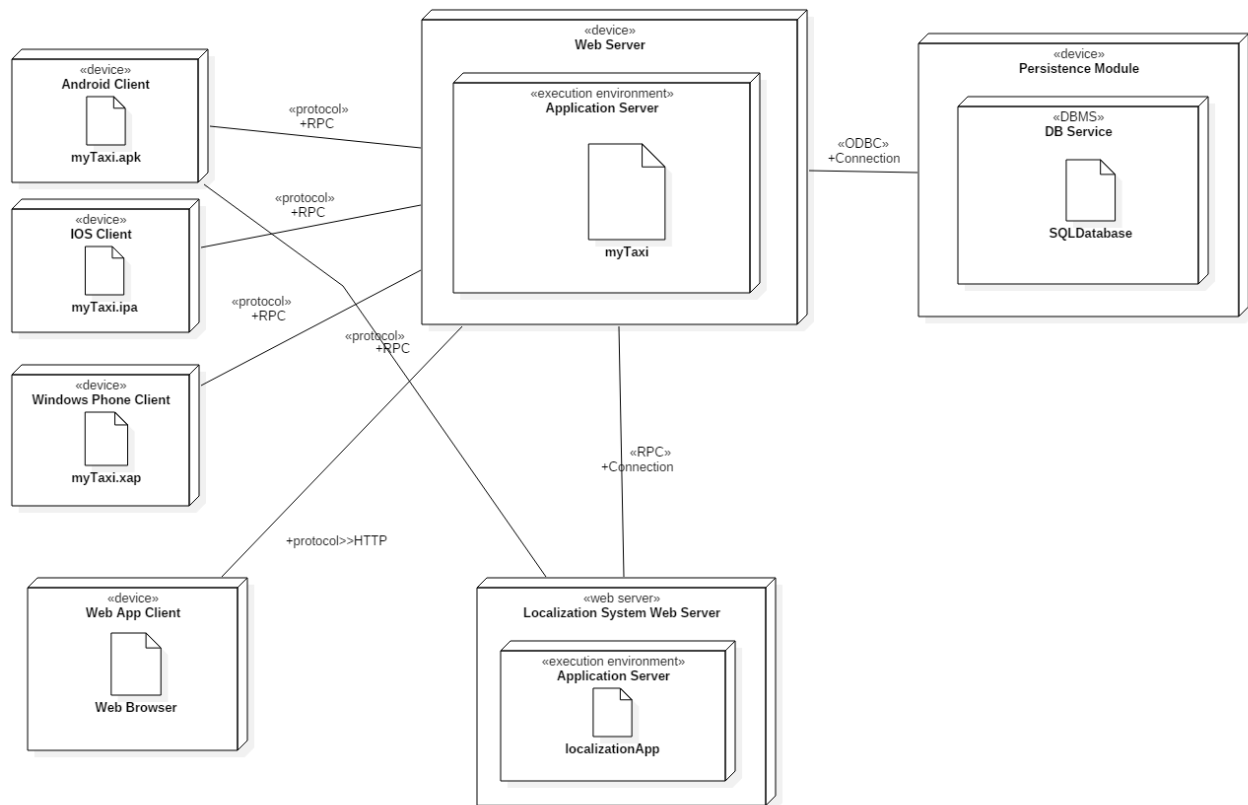 «device»
Android Client
myTaxi.apk
«protocol»
+RPC
«device»
IOS Client
myTaxi.ipa
«protocol»
+RPC
«device»
Windows Phone Client
myTaxi.xap
«protocol»
+RPC
«protocol»
+RPC
«device»
Web Server
«execution environment»
Application Server
myTaxi
«ODBC»
+Connection
«device»
Persistence Module
«DBMS»
DB Service
SQLDatabase
«RPC»
+Connection
+protocol>>HTTP
«device»
Web App Client
Web Browser
«web server»
Localization System Web Server
«execution environment»
Application Server
localizationApp